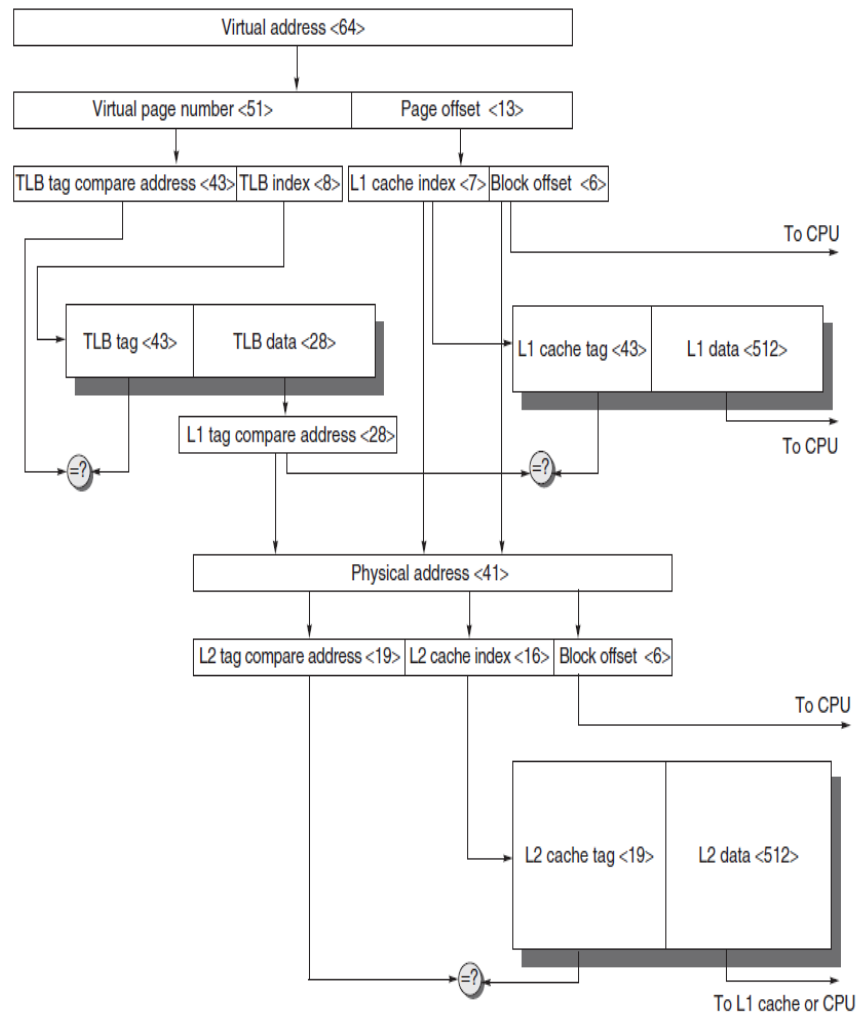 Virtual address <64>
Virtual page number <51>
Page offset <13>
TLB tag compare address <43>
TLB index <8>
L1 cache index <7>
Block offset <6>
To CPU
TLB tag <43>
TLB data <28>
L1 cache tag <43>
L1 data <512>
L1 tag compare address <28>
To CPU
=?
=?
Physical address <41>
L2 tag compare address <19>
L2 cache index <16>
Block offset <6>
To CPU
L2 cache tag <19>
L2 data <512>
=?
To L1 cache or CPU